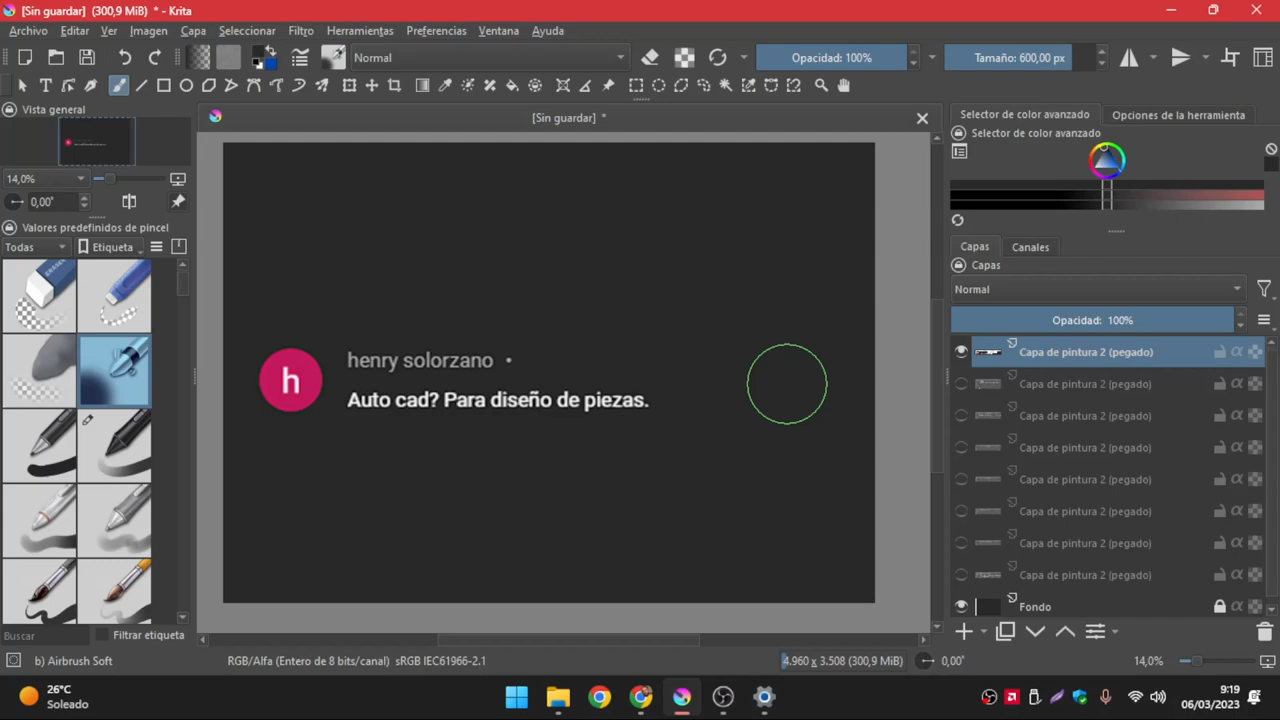 [Sin guardar] (300,9 MiB) * - Krita
Archivo Editar Ver Imagen Capa Seleccionar Filtro Herramientas Preferencias Ventana Ayuda
Normal
Opacidad: 100%
Tamaño: 600,00 px
Vista general
[Sin guardar] *
14,0%
0,00°
Valores predefinidos de pincel
Todas
Etiqueta
Buscar
Filtrar etiqueta
h
henry solorzano •
Auto cad? Para diseño de piezas.
Selector de color avanzado
Opciones de la herramienta
Selector de color avanzado
Capas
Canales
Capas
Normal
Opacidad: 100%
Capa de pintura 2 (pegado)
Capa de pintura 2 (pegado)
Capa de pintura 2 (pegado)
Capa de pintura 2 (pegado)
Capa de pintura 2 (pegado)
Capa de pintura 2 (pegado)
Capa de pintura 2 (pegado)
Capa de pintura 2 (pegado)
Fondo
b) Airbrush Soft
RGB/Alfa (Entero de 8 bits/canal) sRGB IEC61966-2.1
4.960 x 3.508 (300,9 MiB)
0,00°
14,0%
26°C
Soleado
9:19
06/03/2023